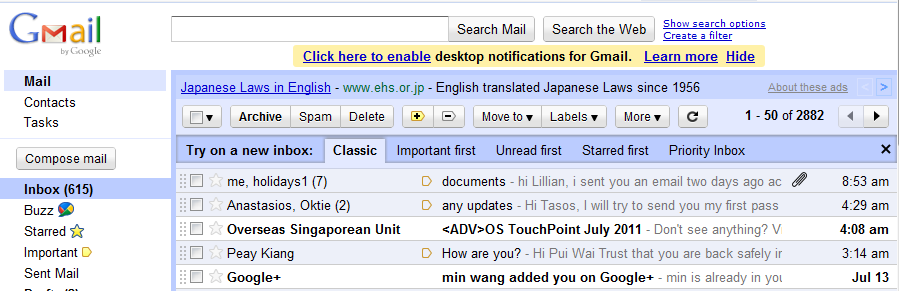 Gmail
by Google
Search Mail Search the Web Show search options
Create a filter
Click here to enable desktop notifications for Gmail. Learn more Hide
Mail
Contacts
Tasks
Compose mail
Inbox (615)
Buzz
Starred
Important
Sent Mail
Japanese Laws in English - www.ehs.or.jp - English translated Japanese Laws since 1956 About these ads < >
Archive Spam Delete Move to Labels More 1 - 50 of 2882
Try on a new inbox: Classic Important first Unread first Starred first Priority Inbox ×
me, holidays1 (7) documents - hi Lillian, i sent you an email two days ago ac 8:53 am
Anastasios, Oktie (2) any updates - Hi Tasos, I will try to send you my first pass 4:29 am
Overseas Singaporean Unit <ADV>OS TouchPoint July 2011 - Don't see anything? V 4:08 am
Peay Kiang How are you? - Hi Pui Wai Trust that you are back safely ir 3:14 am
Google+ min wang added you on Google+ - min is already in you Jul 13